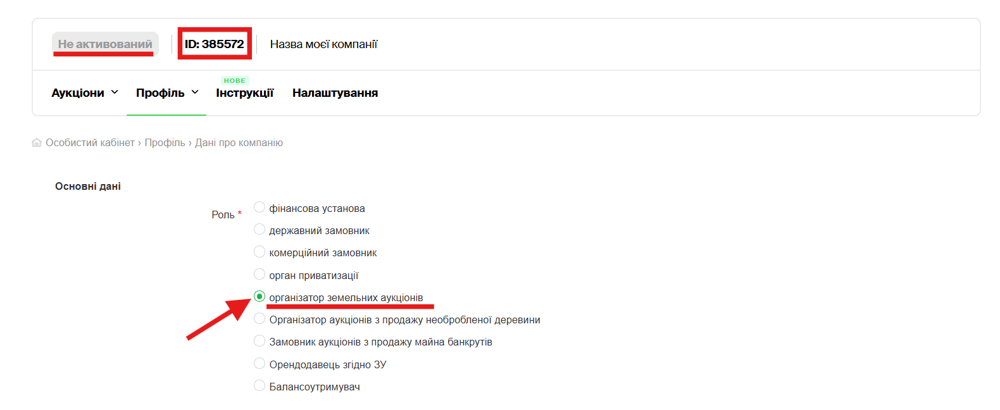 Не активований ID: 385572 Назва моєї компанії
НОВЕ
Аукціони Профіль Інструкції Налаштування
Особистий кабінет › Профіль › Дані про компанію
Основні дані
Роль *
фінансова установа
державний замовник
комерційний замовник
орган приватизації
організатор земельних аукціонів
Організатор аукціонів з продажу необробленої деревини
Замовник аукціонів з продажу майна банкрутів
Орендодавець згідно ЗУ
Балансоутримувач